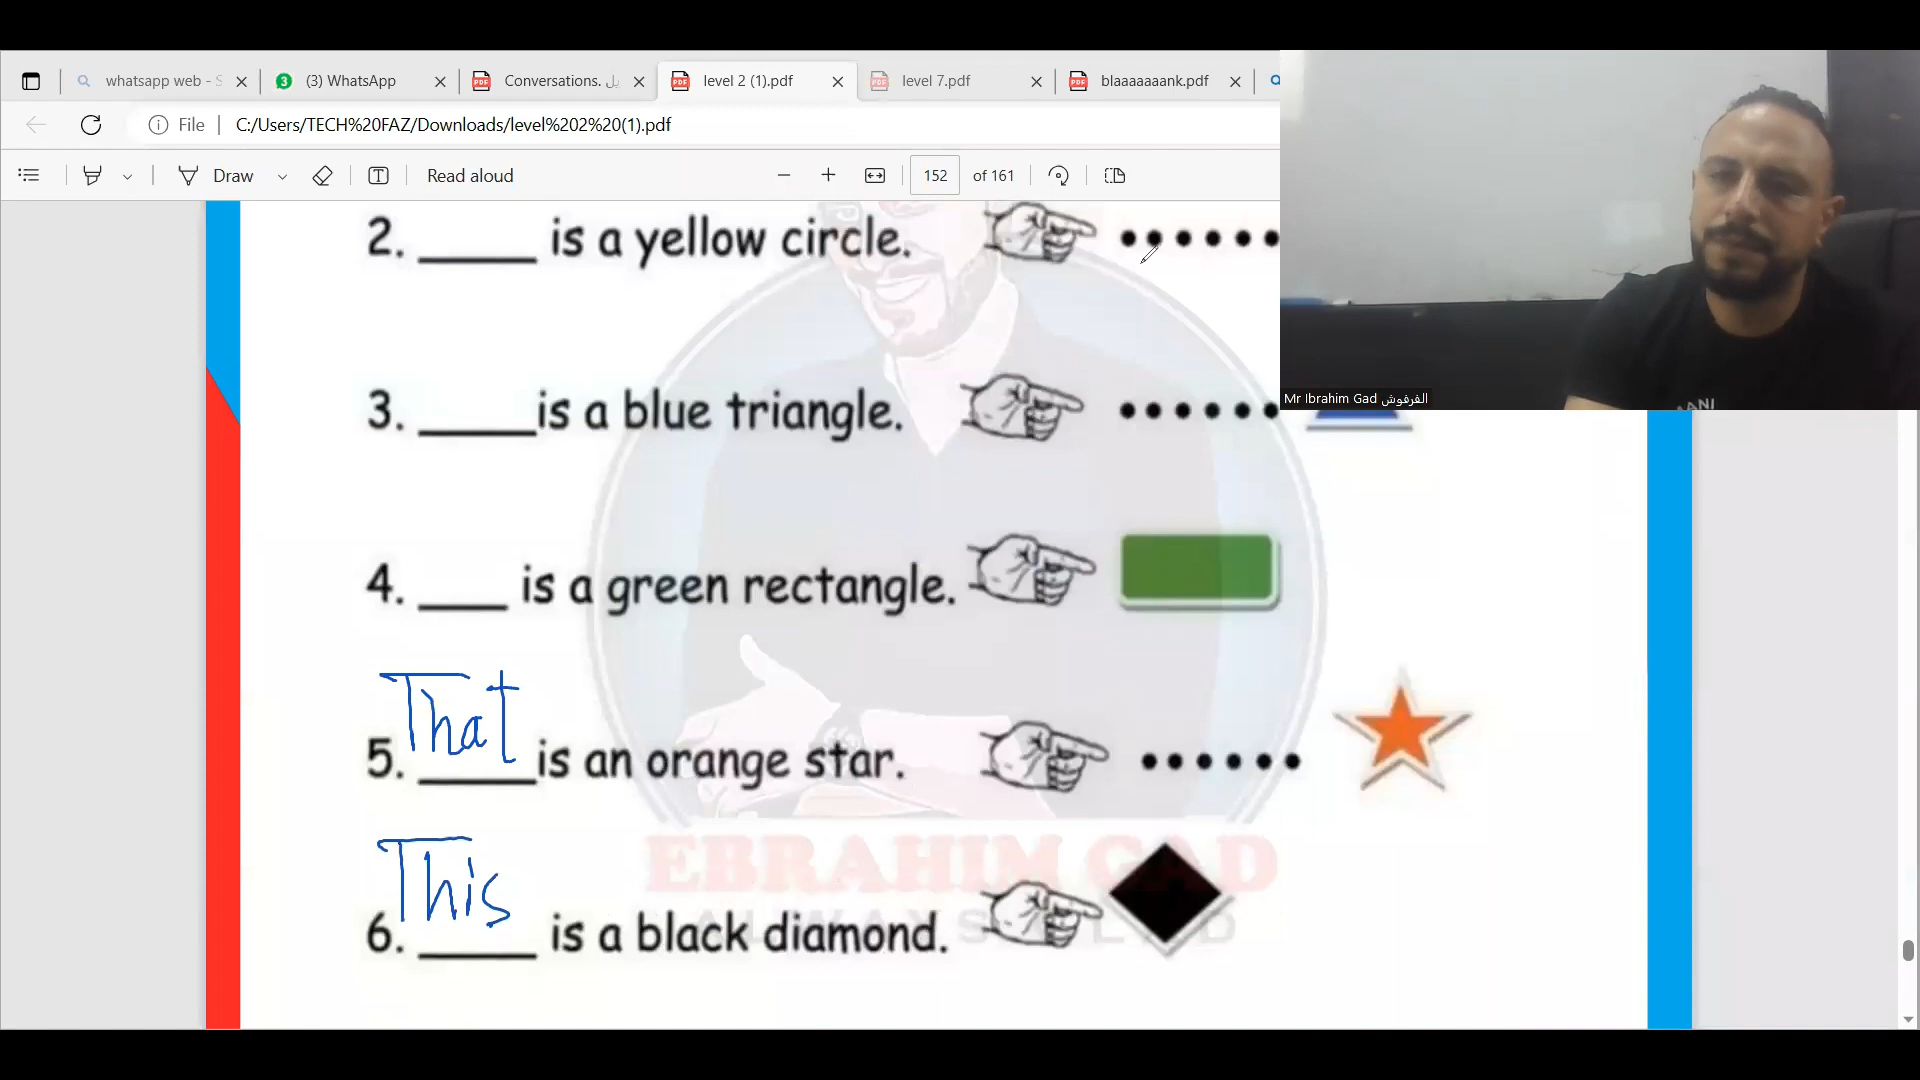 whatsapp web - S
(3) WhatsApp
Conversations. يل
level 2 (1).pdf
level 7.pdf
blaaaaaaank.pdf
File
C:/Users/TECH%20FAZ/Downloads/level%202%20(1).pdf
Draw
Read aloud
152
of 161
2. _____ is a yellow circle.
Mr Ibrahim Gad الفرفوش
3. _____is a blue triangle.
4. ____ is a green rectangle.
That
5. _____is an orange star.
EBRAHIM GAD
This
6. _____ is a black diamond.